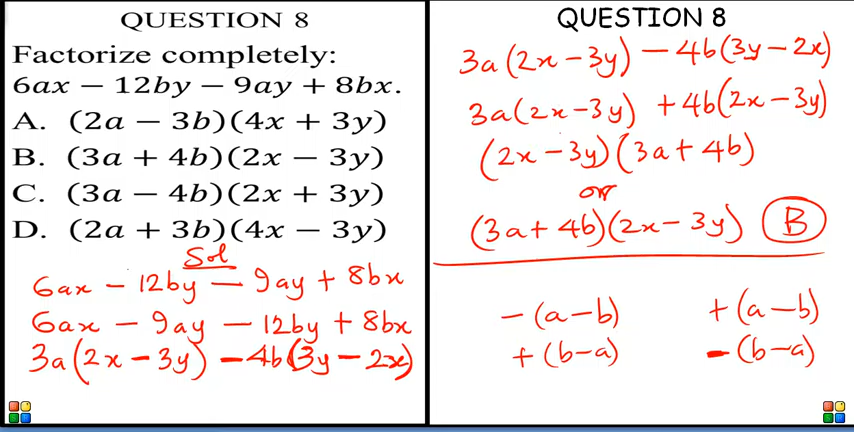 QUESTION 8
Factorize completely:
6ax − 12by − 9ay + 8bx.
A. (2a − 3b)(4x + 3y)
B. (3a + 4b)(2x − 3y)
C. (3a − 4b)(2x + 3y)
D. (2a + 3b)(4x − 3y)
Sol
6ax − 12by − 9ay + 8bx
6ax − 9ay − 12by + 8bx
3a(2x − 3y) − 4b(3y − 2x)
QUESTION 8
3a(2x − 3y) − 4b(3y − 2x)
3a(2x − 3y) + 4b(2x − 3y)
(2x − 3y)(3a + 4b)
or
(3a + 4b)(2x − 3y) B
− (a − b) + (a − b)
+ (b − a) − (b − a)